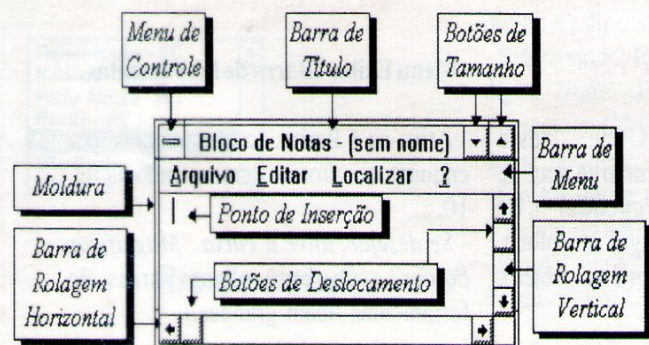 Menu de
Controle
Barra de
Título
Botões de
Tamanho
Bloco de Notas - (sem nome)
Arquivo Editar Localizar ?
Barra de
Menu
Moldura
Ponto de Inserção
Barra de
Rolagem
Horizontal
Botões de Deslocamento
Barra de
Rolagem
Vertical